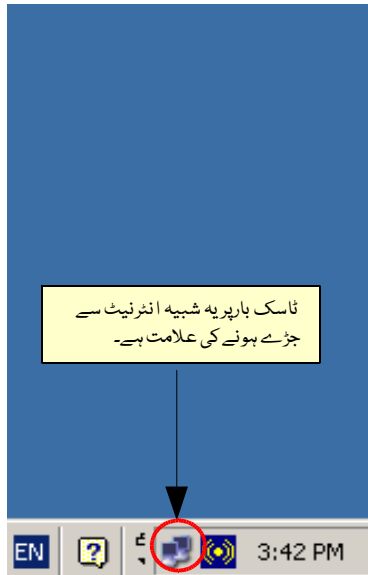 ٹاسک بار پر یہ شبیہ انٹرنیٹ سے
جڑے ہونے کی علامت ہے۔
EN 3:42 PM